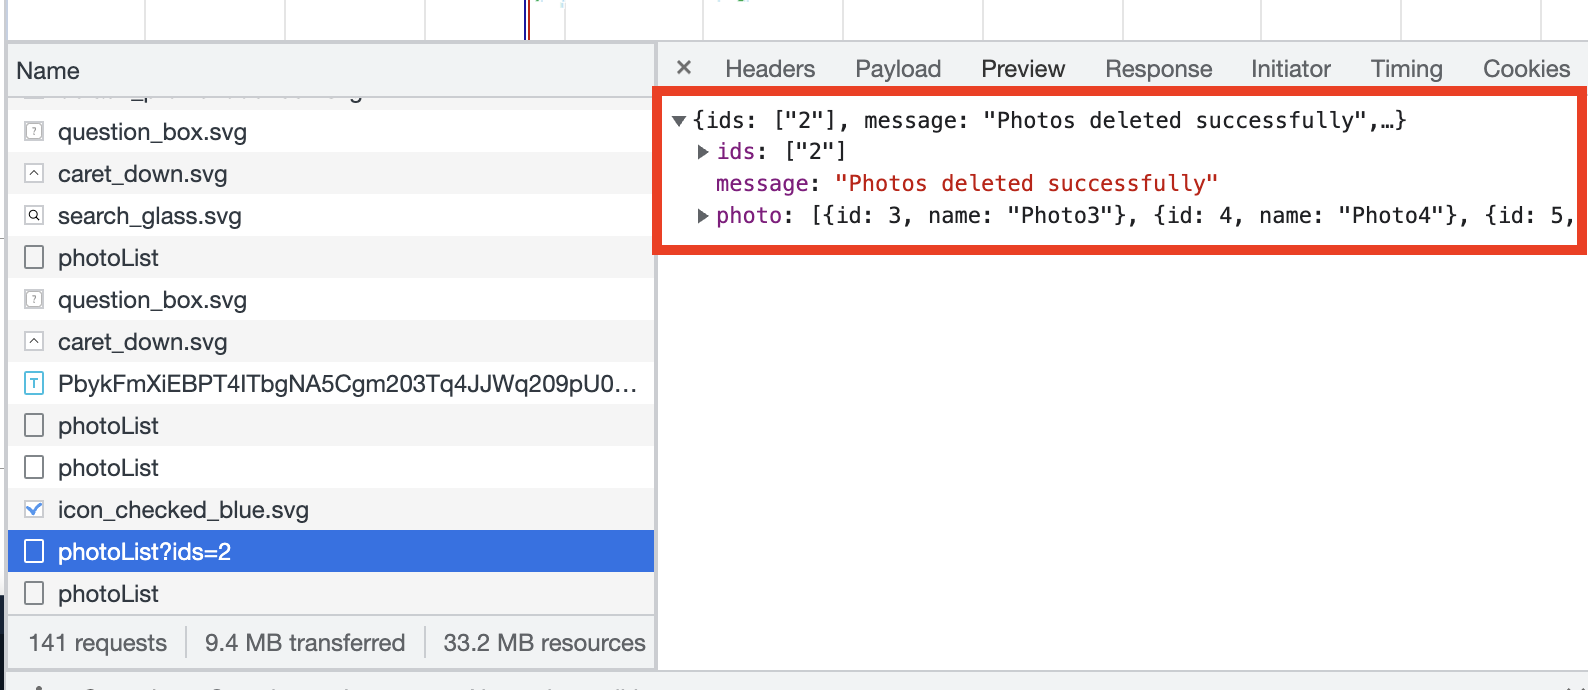 Name
question_box.svg
caret_down.svg
search_glass.svg
photoList
question_box.svg
caret_down.svg
PbykFmXiEBPT4ITbgNA5Cgm203Tq4JJWq209pU0...
photoList
photoList
icon_checked_blue.svg
photoList?ids=2
photoList
141 requests
9.4 MB transferred
33.2 MB resources
Headers Payload Preview Response Initiator Timing Cookies
{ids: ["2"], message: "Photos deleted successfully",…}
ids: ["2"]
message: "Photos deleted successfully"
photo: [{id: 3, name: "Photo3"}, {id: 4, name: "Photo4"}, {id: 5,